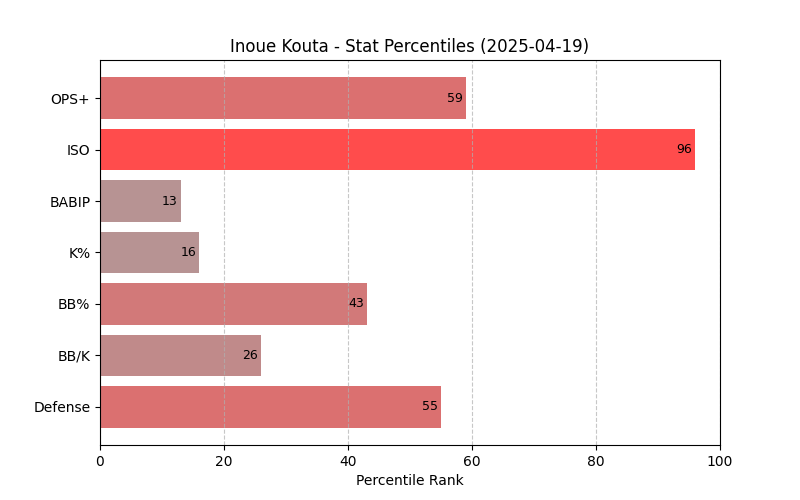 Inoue Kouta - Stat Percentiles (2025-04-19)
OPS+ 59
ISO 96
BABIP 13
K% 16
BB% 43
BB/K 26
Defense 55
0 20 40 60 80 100
Percentile Rank